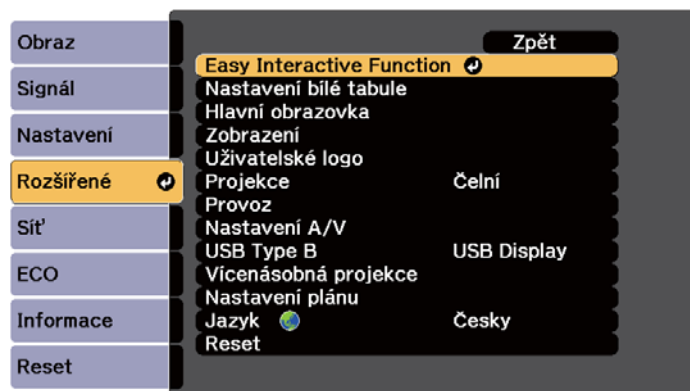 Obraz
Signál
Nastavení
Rozšířené
Síť
ECO
Informace
Reset
Zpět
Easy Interactive Function
Nastavení bílé tabule
Hlavní obrazovka
Zobrazení
Uživatelské logo
Projekce Čelní
Provoz
Nastavení A/V
USB Type B USB Display
Vícenásobná projekce
Nastavení plánu
Jazyk Česky
Reset